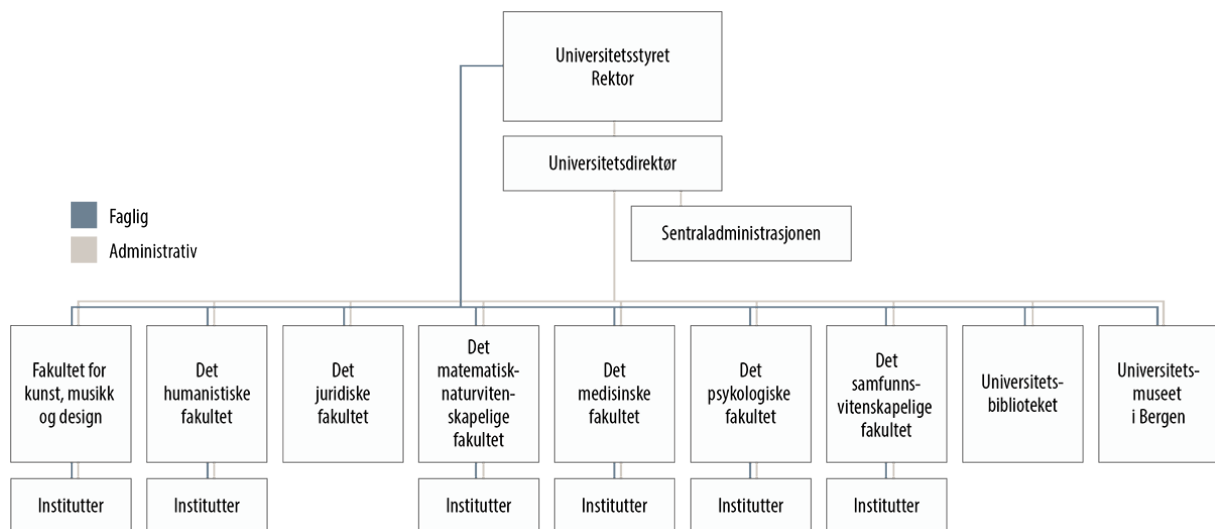 Universitetsstyret
Rektor
Universitetsdirektør
Faglig
Administrativ
Sentraladministrasjonen
Fakultet for
kunst, musikk
og design
Det
humanistiske
fakultet
Det
juridiske
fakultet
Det
matematisk-
naturviten-
skapelige
fakultet
Det
medisinske
fakultet
Det
psykologiske
fakultet
Det
samfunns-
vitenskapelige
fakultet
Universitets-
biblioteket
Universitets-
museet
i Bergen
Institutter
Institutter
Institutter
Institutter
Institutter
Institutter